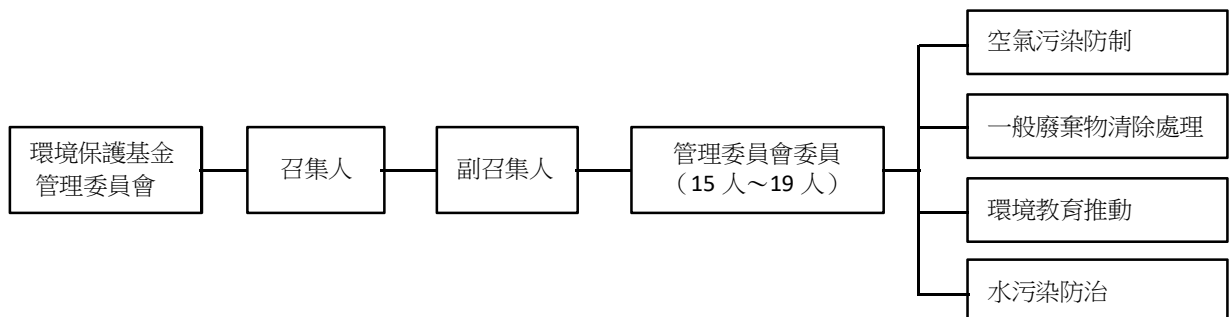 環境保護基金
管理委員會
召集人
副召集人
管理委員會委員
（15 人～19 人）
空氣污染防制
一般廢棄物清除處理
環境教育推動
水污染防治